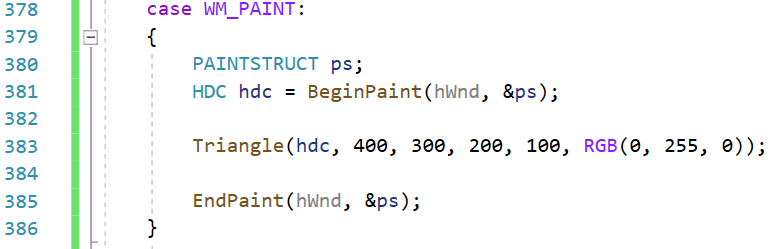 378 case WM_PAINT:
379 {
380 PAINTSTRUCT ps;
381 HDC hdc = BeginPaint(hWnd, &ps);
382
383 Triangle(hdc, 400, 300, 200, 100, RGB(0, 255, 0));
384
385 EndPaint(hWnd, &ps);
386 }